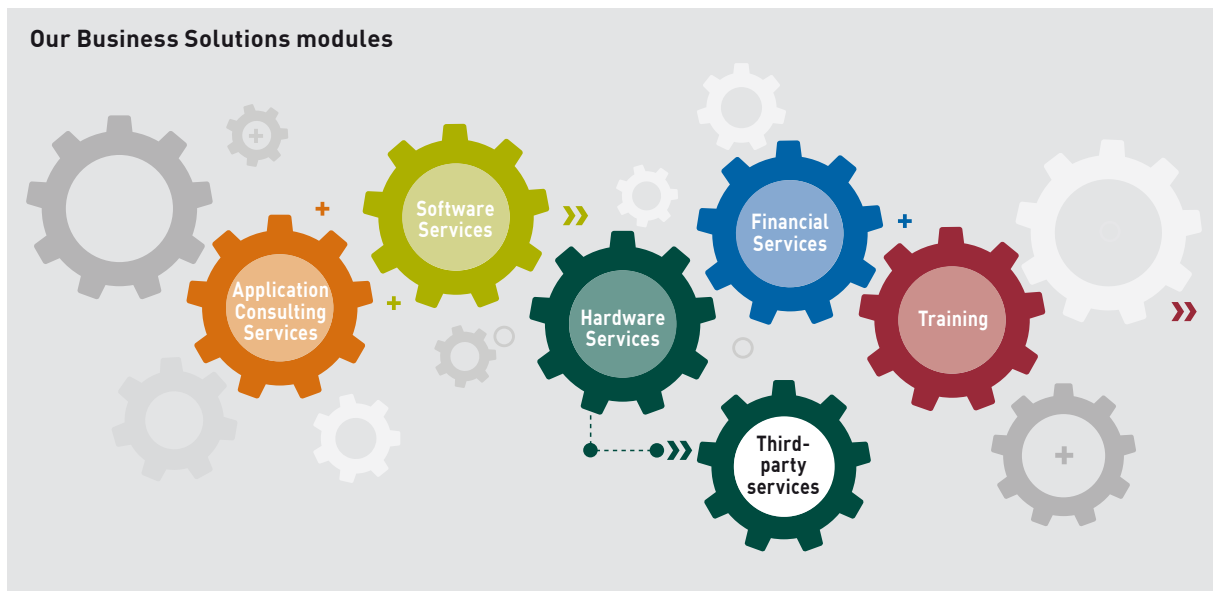 Our Business Solutions modules
Application
Consulting
Services
Software
Services
Hardware
Services
Financial
Services
Training
Third-
party
services